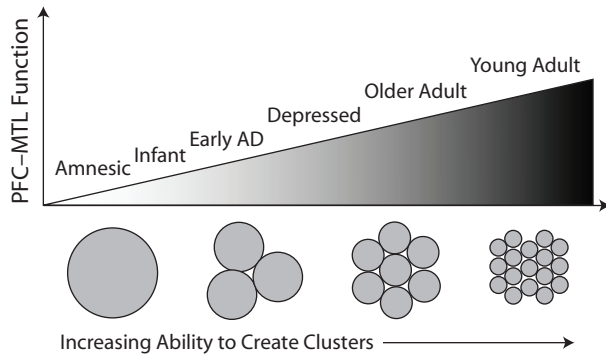 PFC–MTL Function
Amnesic
Infant
Early AD
Depressed
Older Adult
Young Adult
Increasing Ability to Create Clusters